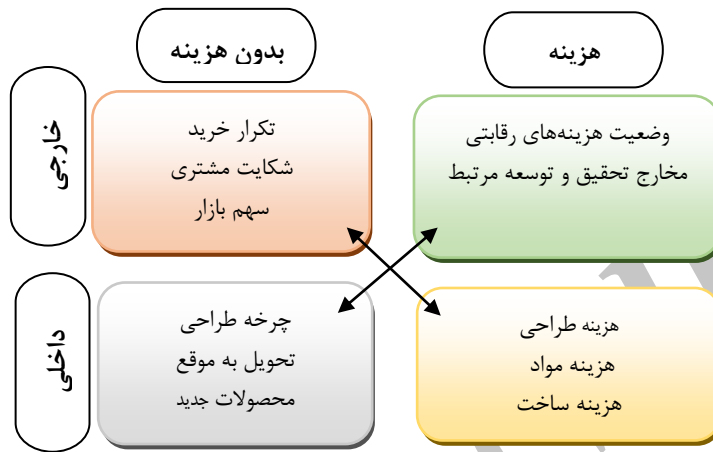 هزینه
بدون هزینه
خارجی
وضعیت هزینه‌های رقابتی
مخارج تحقیق و توسعه مرتبط
تکرار خرید
شکایت مشتری
سهم بازار
داخلی
هزینه طراحی
هزینه مواد
هزینه ساخت
چرخه طراحی
تحویل به موقع
محصولات جدید